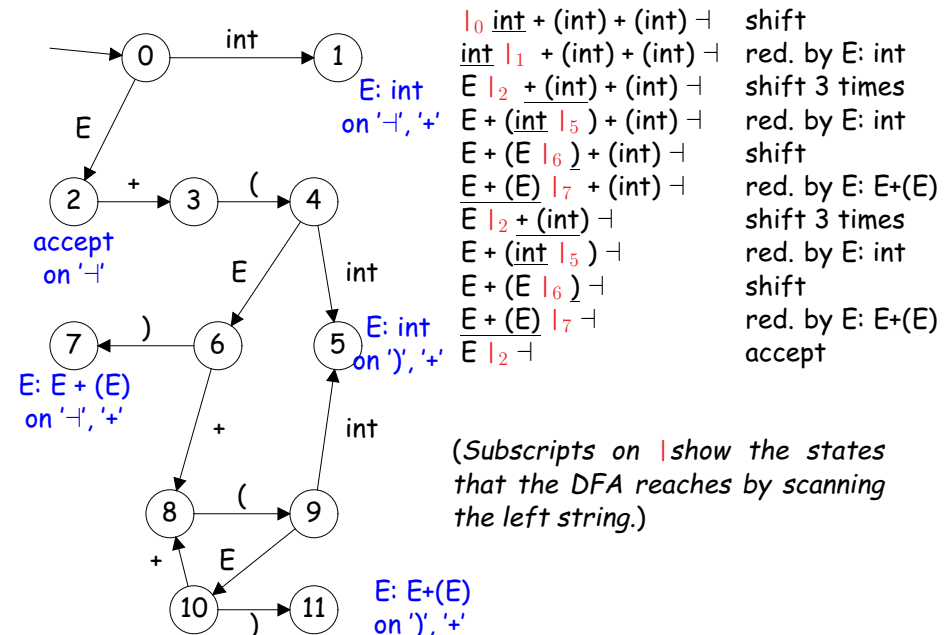 0 int 1
E: int
on '⊣', '+'
E
2 + 3 ( 4
accept
on '⊣'
E int
7 ) 6 5
E: int
on ')', '+'
E: E + (E)
on '⊣', '+'
+ int
8 ( 9
+ E
10 ) 11
E: E+(E)
on ')', '+'
|0 int + (int) + (int) ⊣ shift
int |1 + (int) + (int) ⊣ red. by E: int
E |2 + (int) + (int) ⊣ shift 3 times
E + (int |5 ) + (int) ⊣ red. by E: int
E + (E |6 ) + (int) ⊣ shift
E + (E) |7 + (int) ⊣ red. by E: E+(E)
E |2 + (int) ⊣ shift 3 times
E + (int |5 ) ⊣ red. by E: int
E + (E |6 ) ⊣ shift
E + (E) |7 ⊣ red. by E: E+(E)
E |2 ⊣ accept
(Subscripts on | show the states
that the DFA reaches by scanning
the left string.)